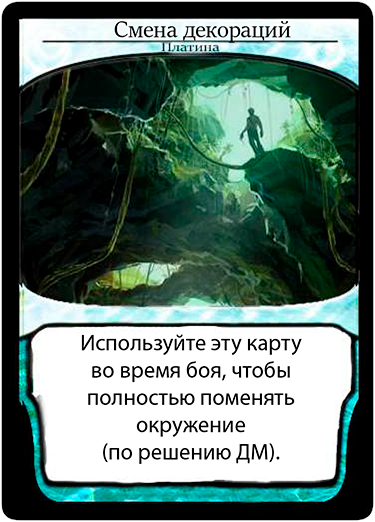 Смена декораций
Платина
Используйте эту карту
во время боя, чтобы
полностью поменять
окружение
(по решению ДМ).